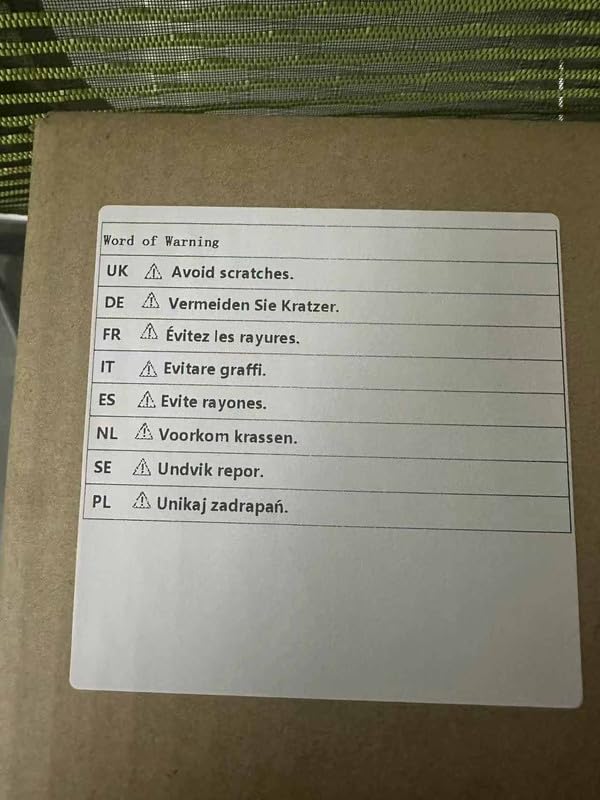 Word of Warning
UK ⚠ Avoid scratches.
DE ⚠ Vermeiden Sie Kratzer.
FR ⚠ Évitez les rayures.
IT ⚠ Evitare graffi.
ES ⚠ Evite rayones.
NL ⚠ Voorkom krassen.
SE ⚠ Undvik repor.
PL ⚠ Unikaj zadrapań.